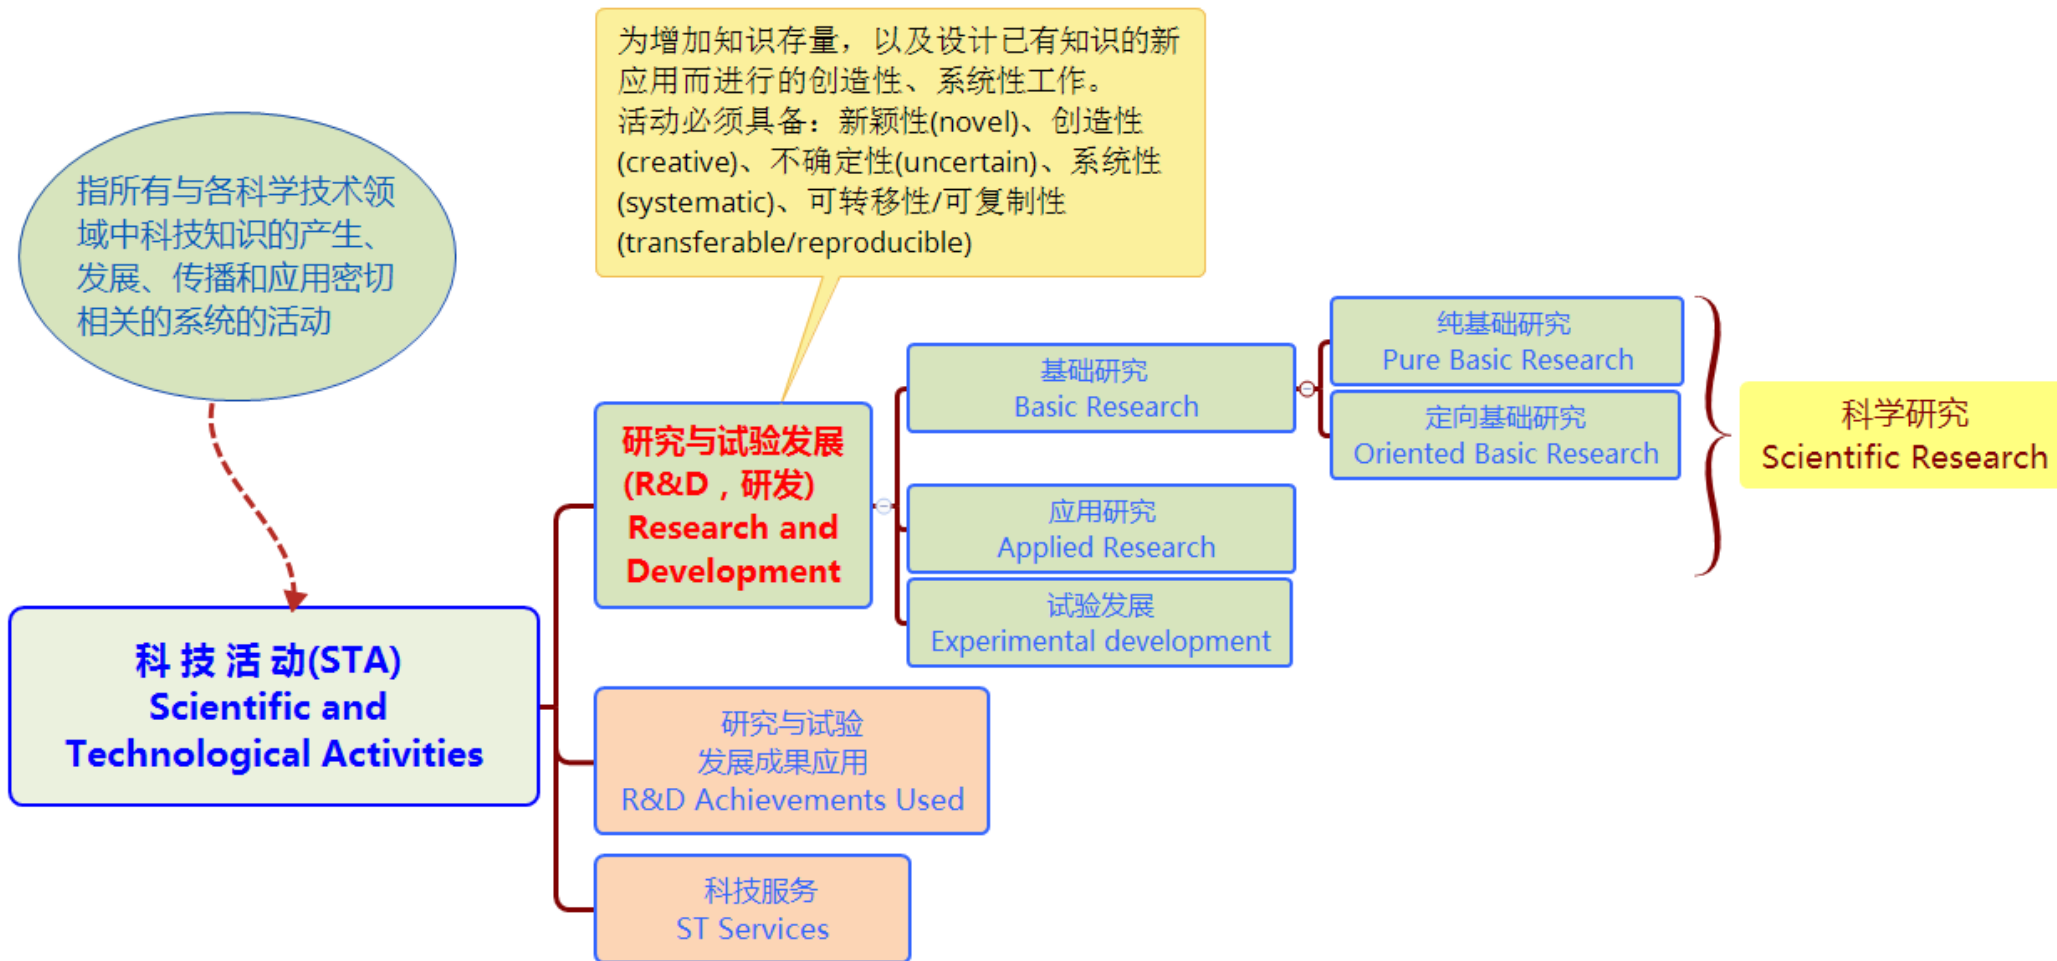 为增加知识存量，以及设计已有知识的新
应用而进行的创造性、系统性工作。
活动必须具备：新颖性(novel)、创造性
(creative)、不确定性(uncertain)、系统性
(systematic)、可转移性/可复制性
(transferable/reproducible)
指所有与各科学技术领
域中科技知识的产生、
发展、传播和应用密切
相关的系统的活动
科 技 活 动(STA)
Scientific and
Technological Activities
研究与试验发展
(R&D，研发)
Research and
Development
基础研究
Basic Research
纯基础研究
Pure Basic Research
定向基础研究
Oriented Basic Research
科学研究
Scientific Research
应用研究
Applied Research
试验发展
Experimental development
研究与试验
发展成果应用
R&D Achievements Used
科技服务
ST Services